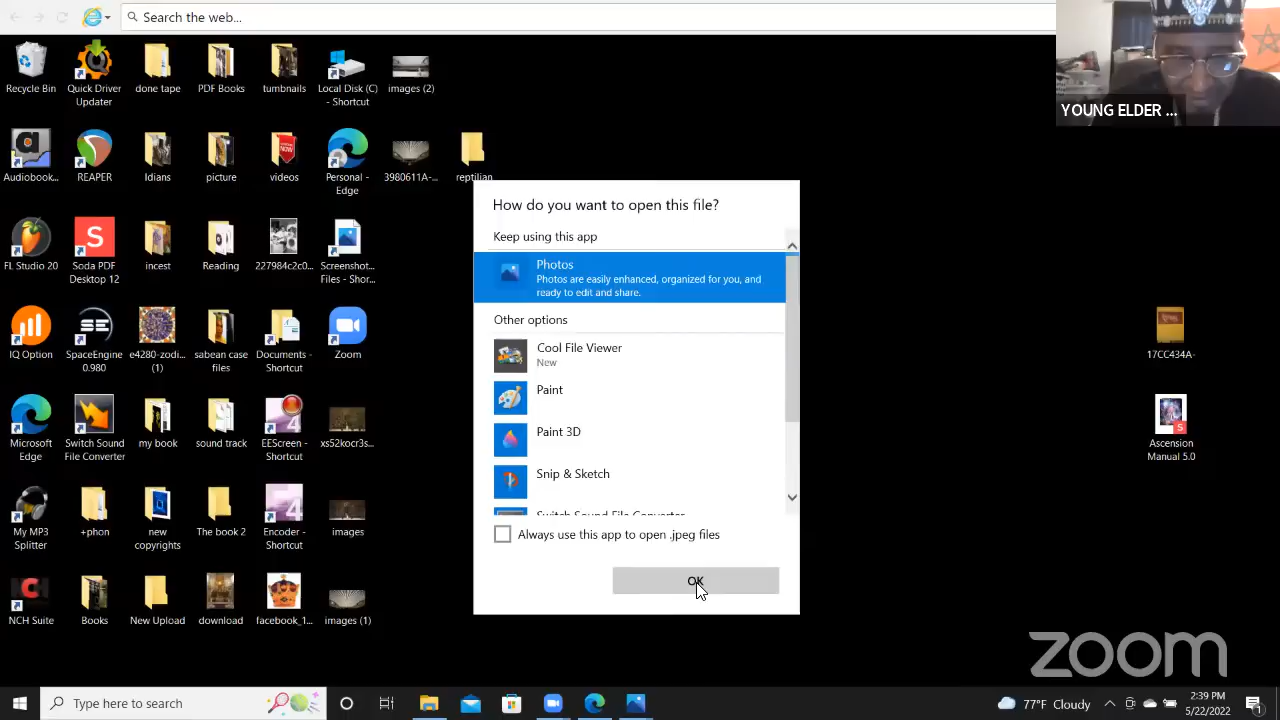 Search the web...
YOUNG ELDER ...
Recycle Bin
Quick Driver
Updater
done tape
PDF Books
tumbnails
Local Disk (C)
- Shortcut
images (2)
Audiobook...
REAPER
Idians
picture
videos
Personal -
Edge
3980611A-...
reptilian
FL Studio 20
Soda PDF
Desktop 12
incest
Reading
227984c2c0...
Screenshot...
Files - Shor...
IQ Option
SpaceEngine
0.980
e4280-zodi...
(1)
sabean case
files
Documents -
Shortcut
Zoom
Microsoft
Edge
Switch Sound
File Converter
my book
sound track
EEScreen -
Shortcut
xs52kocr3s...
My MP3
Splitter
+phon
new
copyrights
The book 2
Encoder -
Shortcut
images
NCH Suite
Books
New Upload
download
facebook_1...
images (1)
How do you want to open this file?
Keep using this app
Photos
Photos are easily enhanced, organized for you, and
ready to edit and share.
Other options
Cool File Viewer
New
Paint
Paint 3D
Snip & Sketch
Switch Sound File Converter
Always use this app to open .jpeg files
OK
17CC434A-
Ascension
Manual 5.0
zoom
Type here to search
77°F Cloudy
2:39 PM
5/22/2022
1